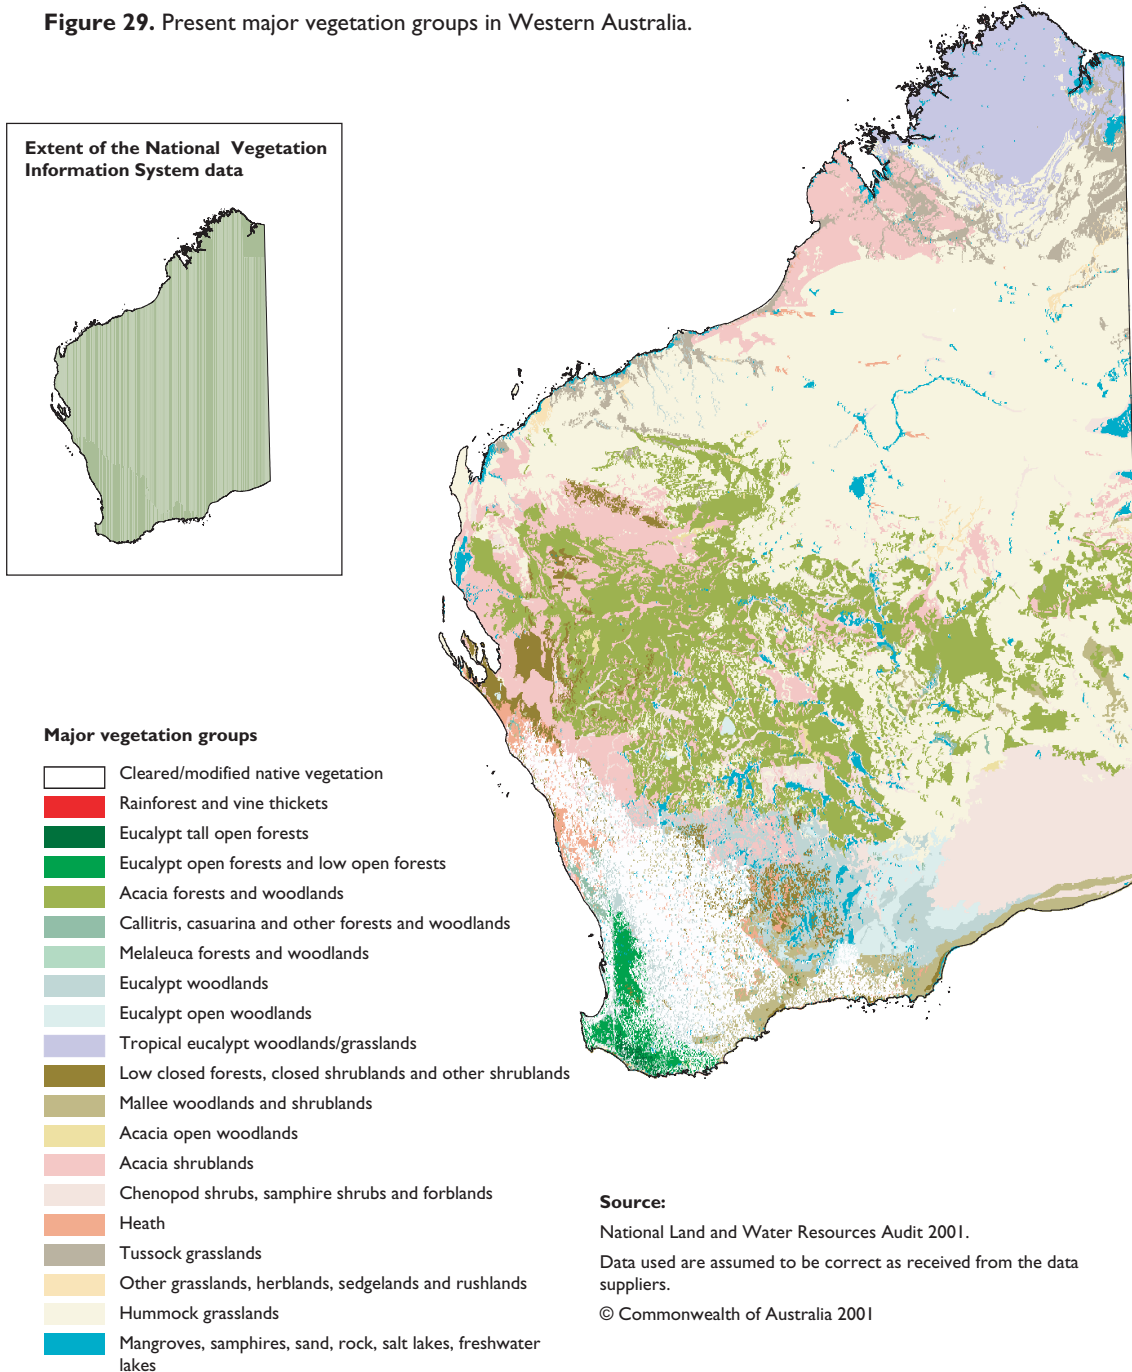 Figure 29. Present major vegetation groups in Western Australia.
Extent of the National Vegetation
Information System data
Major vegetation groups
Cleared/modified native vegetation
Rainforest and vine thickets
Eucalypt tall open forests
Eucalypt open forests and low open forests
Acacia forests and woodlands
Callitris, casuarina and other forests and woodlands
Melaleuca forests and woodlands
Eucalypt woodlands
Eucalypt open woodlands
Tropical eucalypt woodlands/grasslands
Low closed forests, closed shrublands and other shrublands
Mallee woodlands and shrublands
Acacia open woodlands
Acacia shrublands
Chenopod shrubs, samphire shrubs and forblands
Heath
Tussock grasslands
Other grasslands, herblands, sedgelands and rushlands
Hummock grasslands
Mangroves, samphires, sand, rock, salt lakes, freshwater
lakes
Source:
National Land and Water Resources Audit 2001.
Data used are assumed to be correct as received from the data
suppliers.
© Commonwealth of Australia 2001